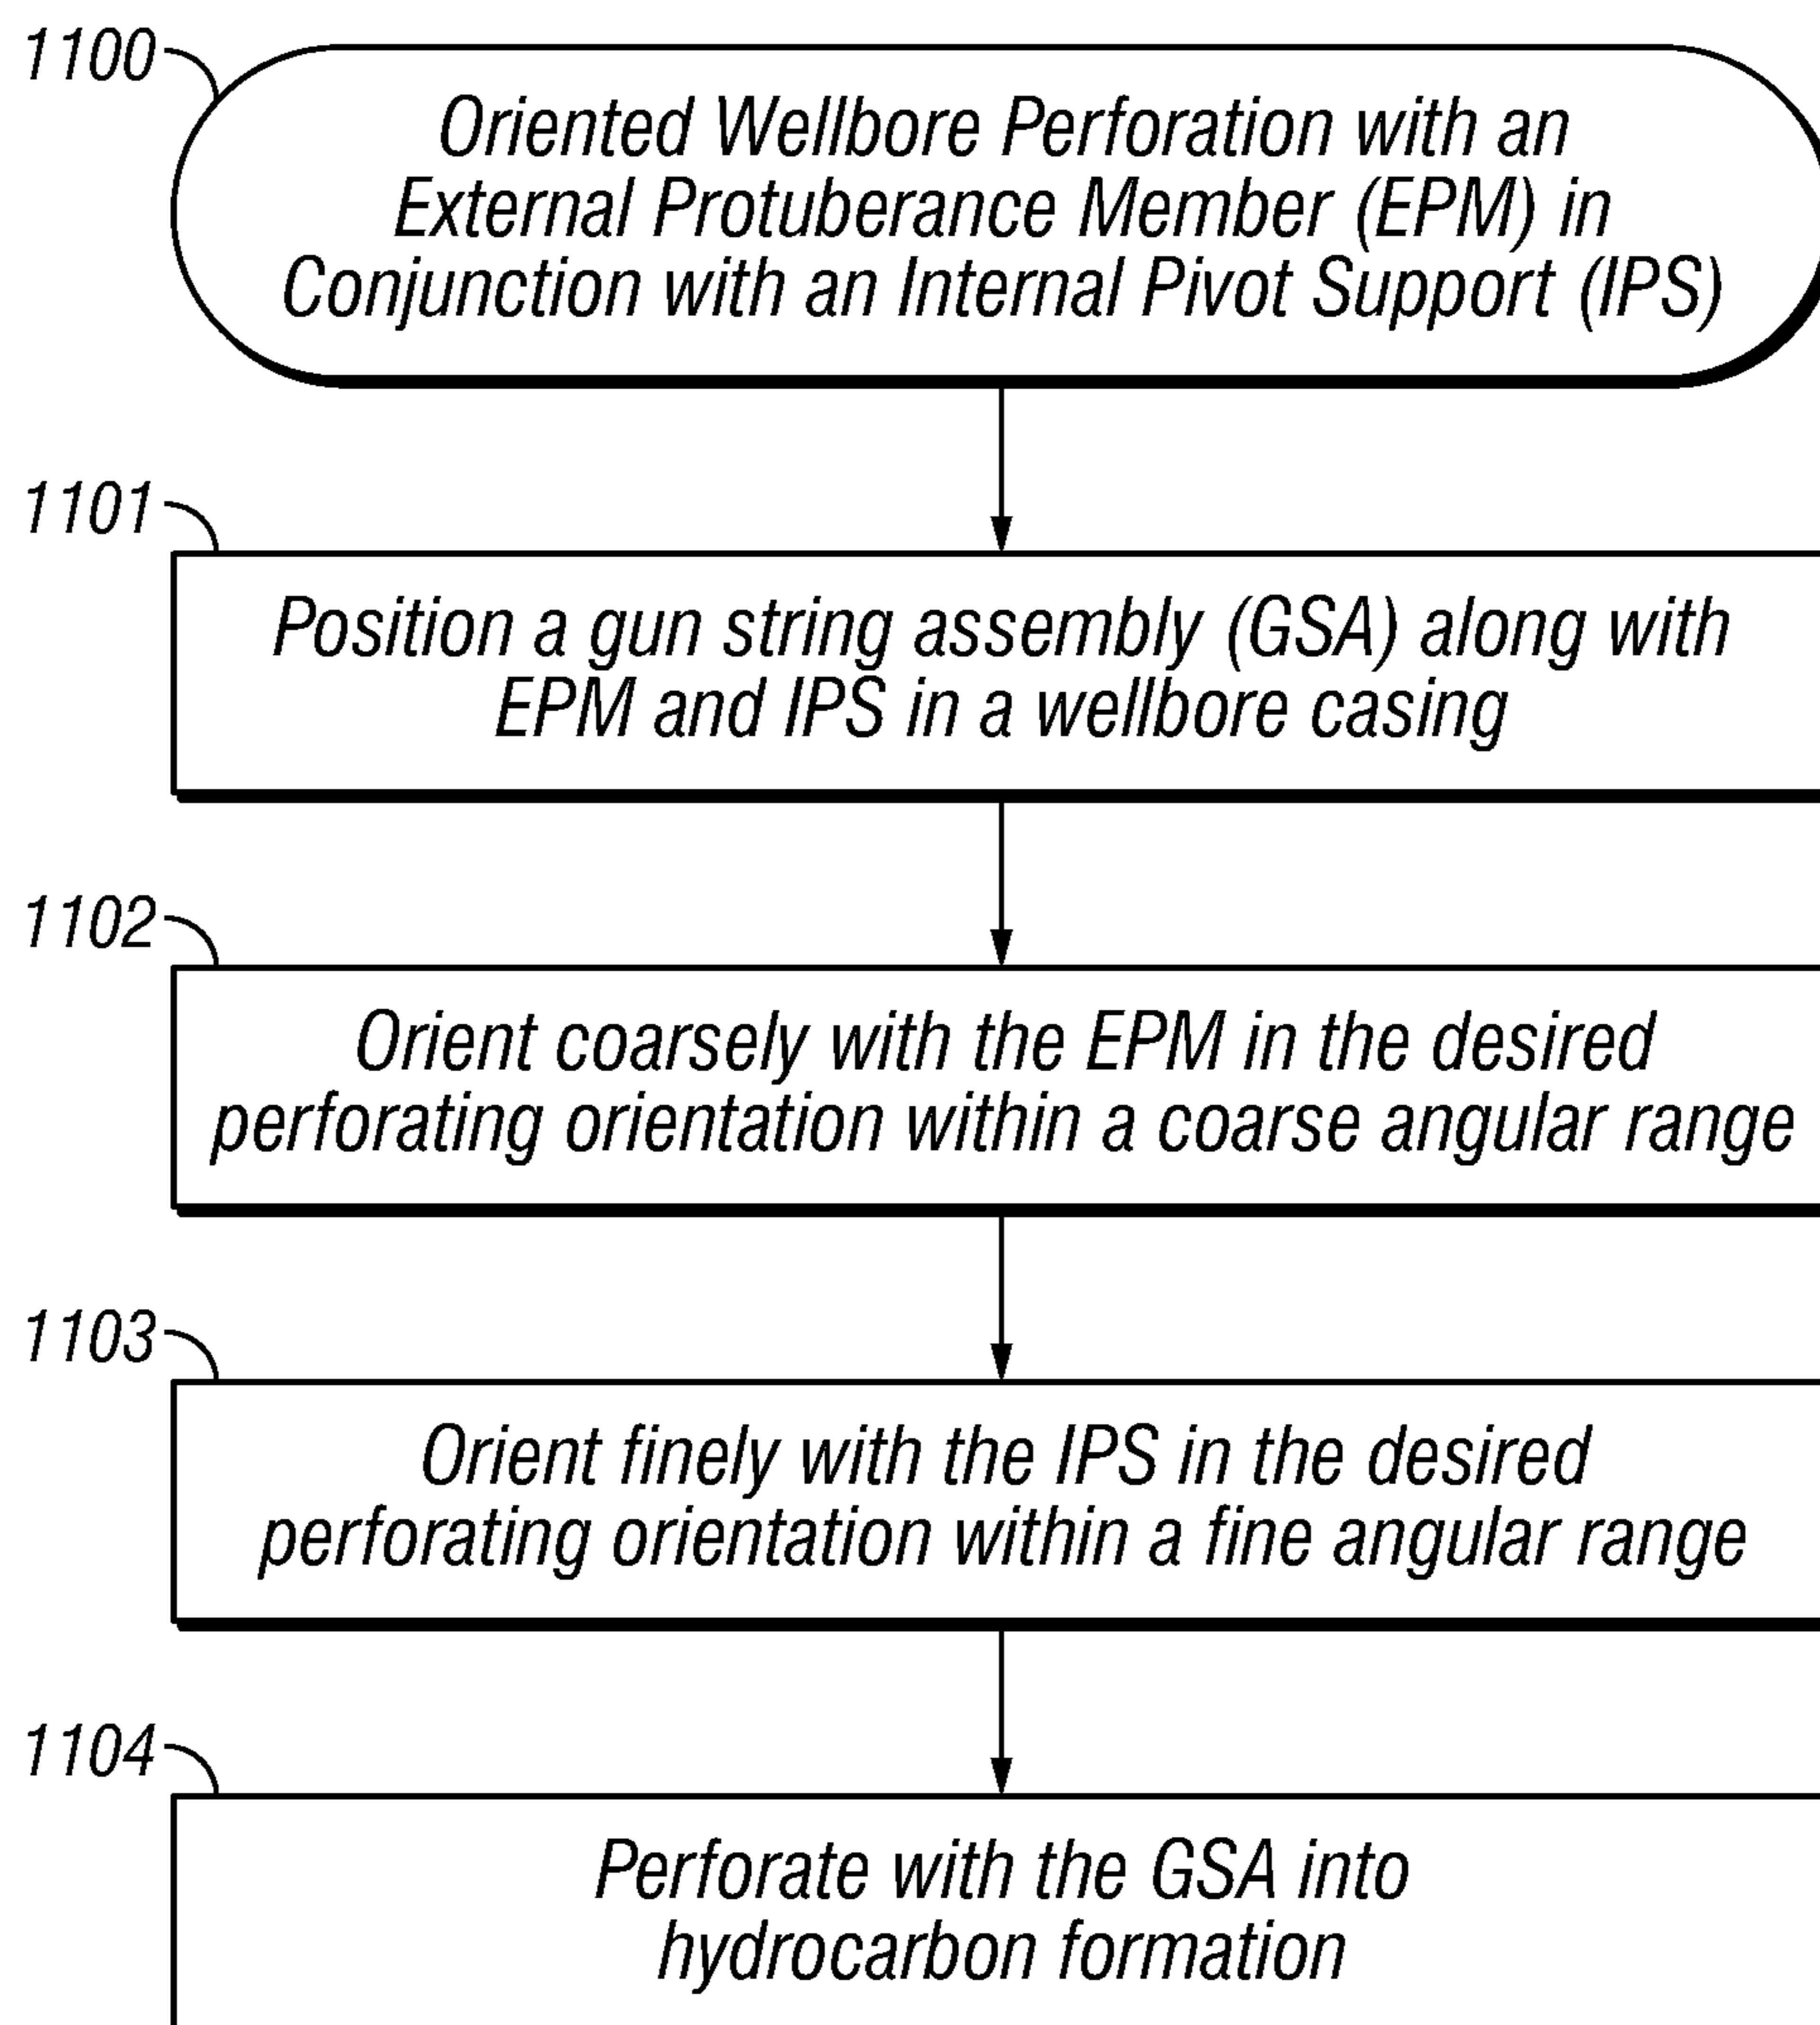 1100
Oriented Wellbore Perforation with an
External Protuberance Member (EPM) in
Conjunction with an Internal Pivot Support (IPS)
1101
Position a gun string assembly (GSA) along with
EPM and IPS in a wellbore casing
1102
Orient coarsely with the EPM in the desired
perforating orientation within a coarse angular range
1103
Orient finely with the IPS in the desired
perforating orientation within a fine angular range
1104
Perforate with the GSA into
hydrocarbon formation